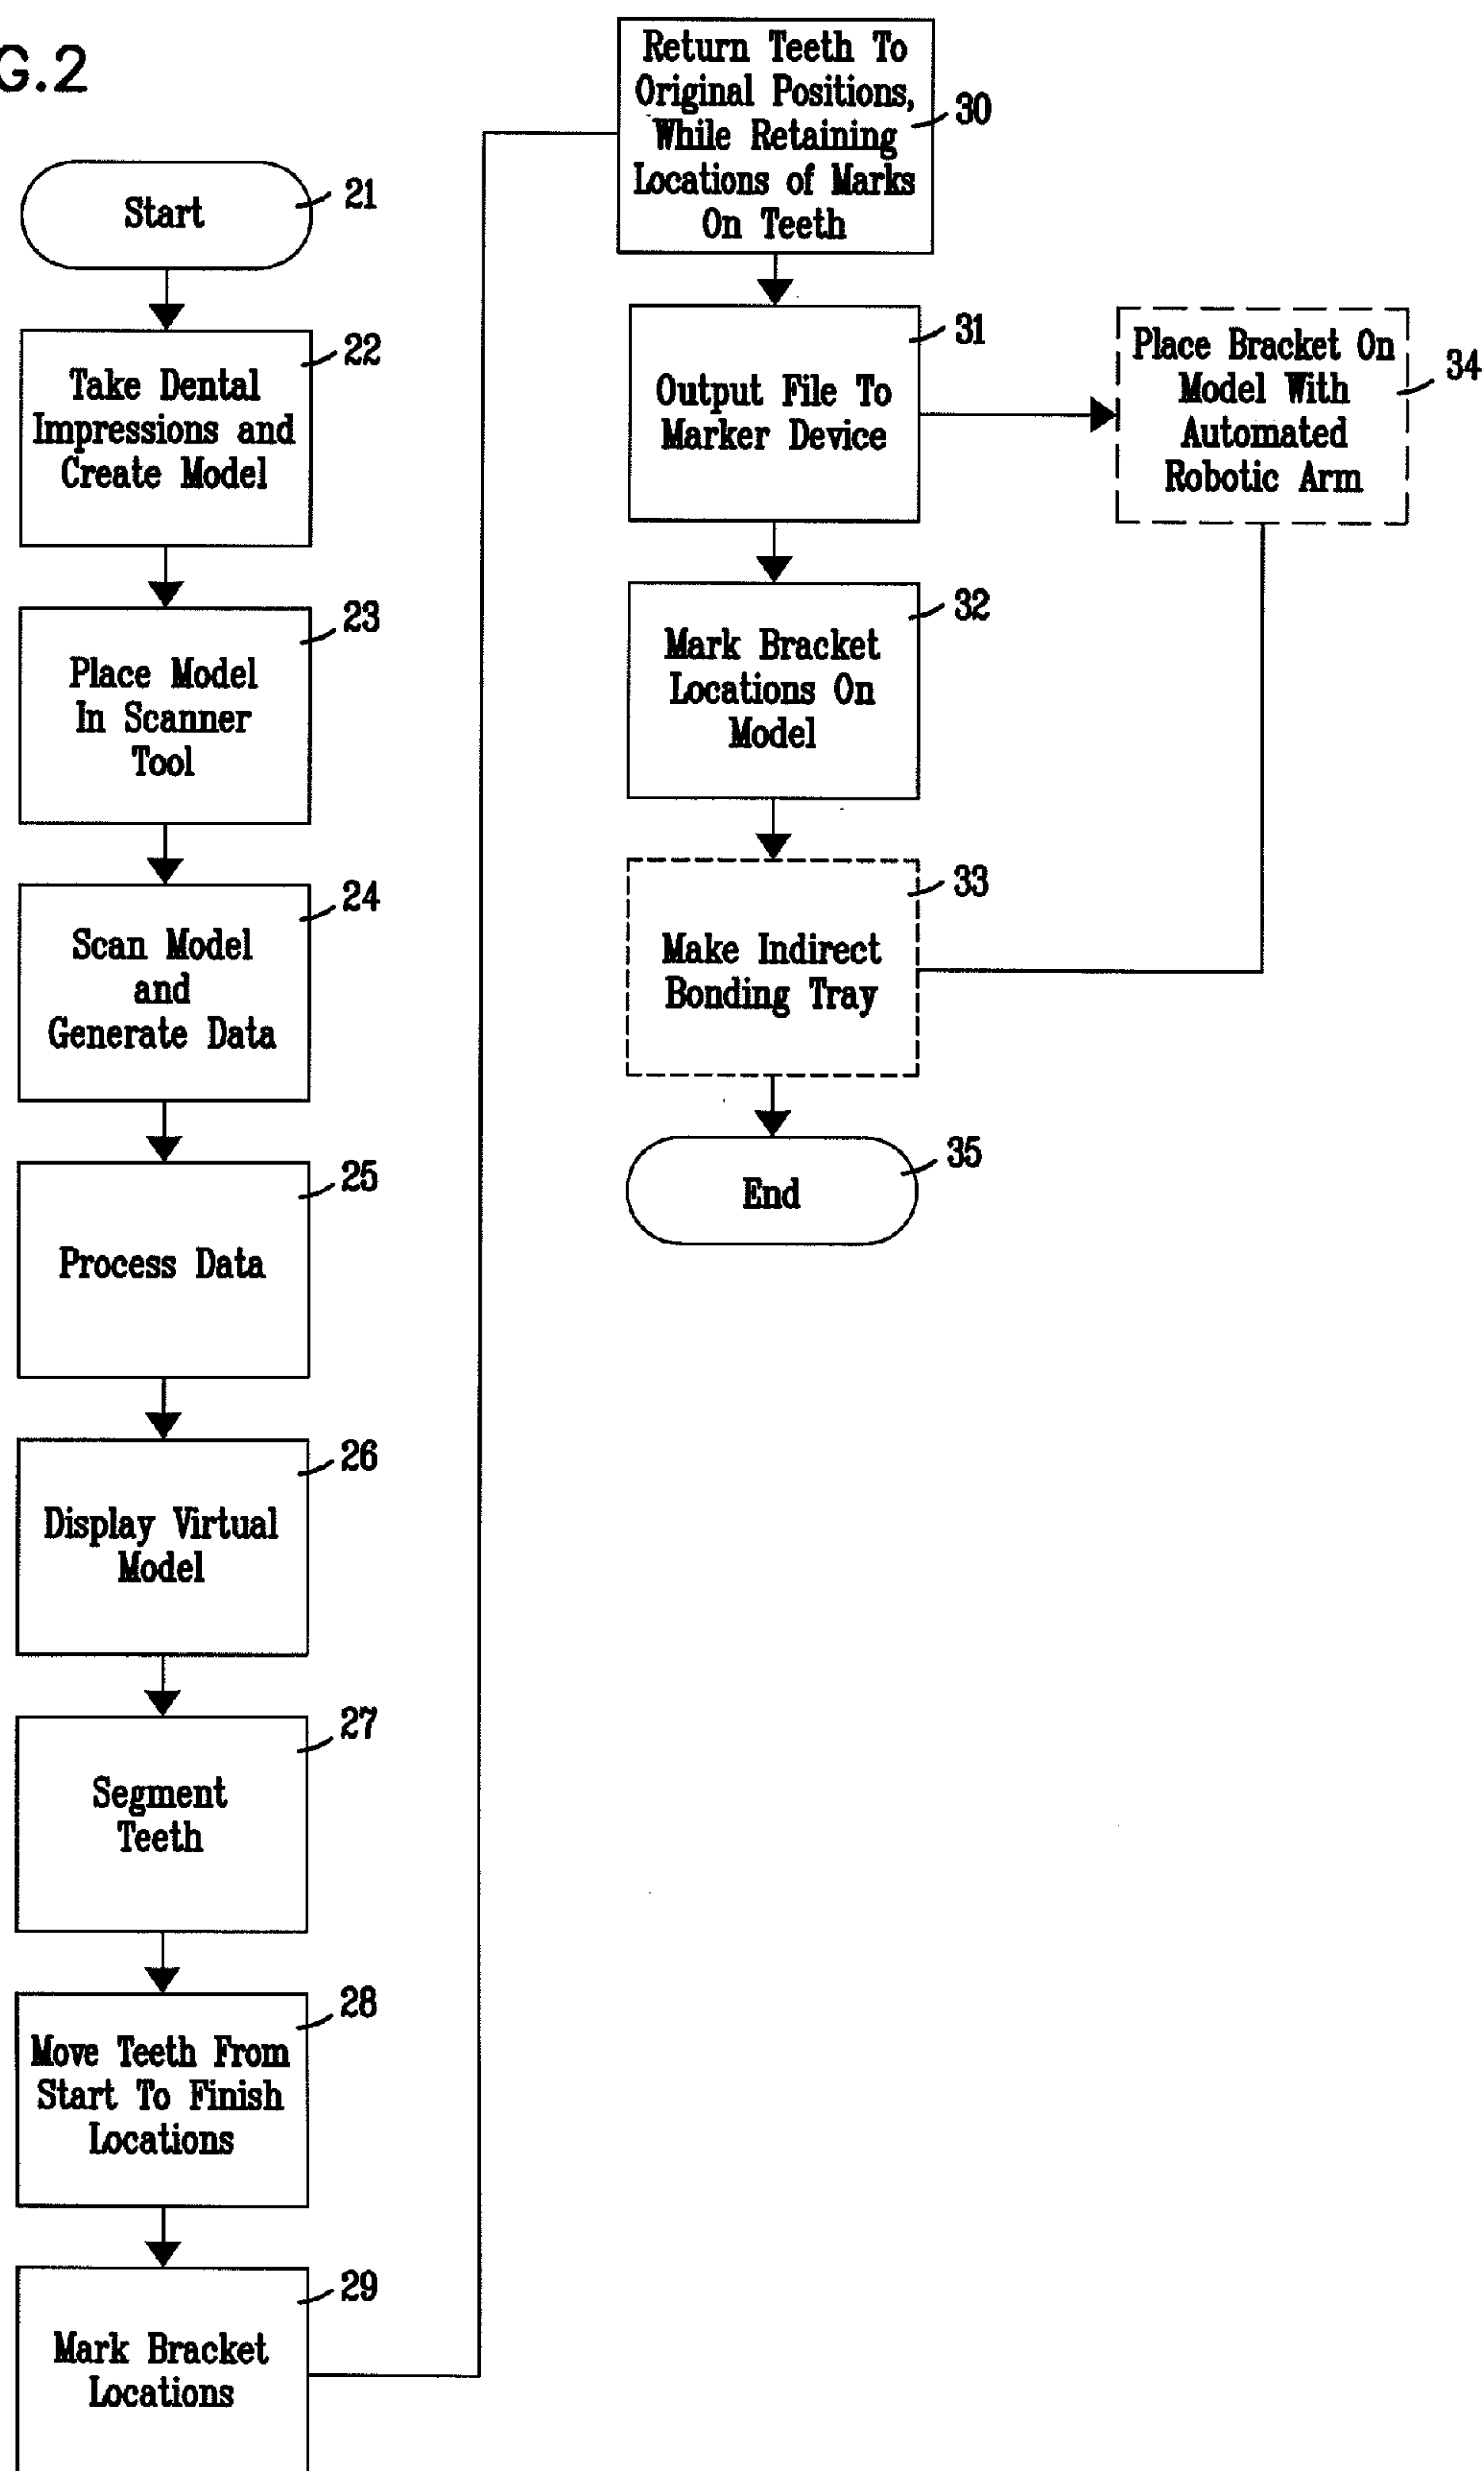 G.2
Start
21
Take Dental
Impressions and
Create Model
22
Place Model
In Scanner
Tool
23
Scan Model
and
Generate Data
24
Process Data
25
Display Virtual
Model
26
Segment
Teeth
27
Move Teeth From
Start To Finish
Locations
28
Mark Bracket
Locations
29
Return Teeth To
Original Positions,
While Retaining
Locations of Marks
On Teeth
30
Output File To
Marker Device
31
Mark Bracket
Locations On
Model
32
Make Indirect
Bonding Tray
33
Place Bracket On
Model With
Automated
Robotic Arm
34
End
35